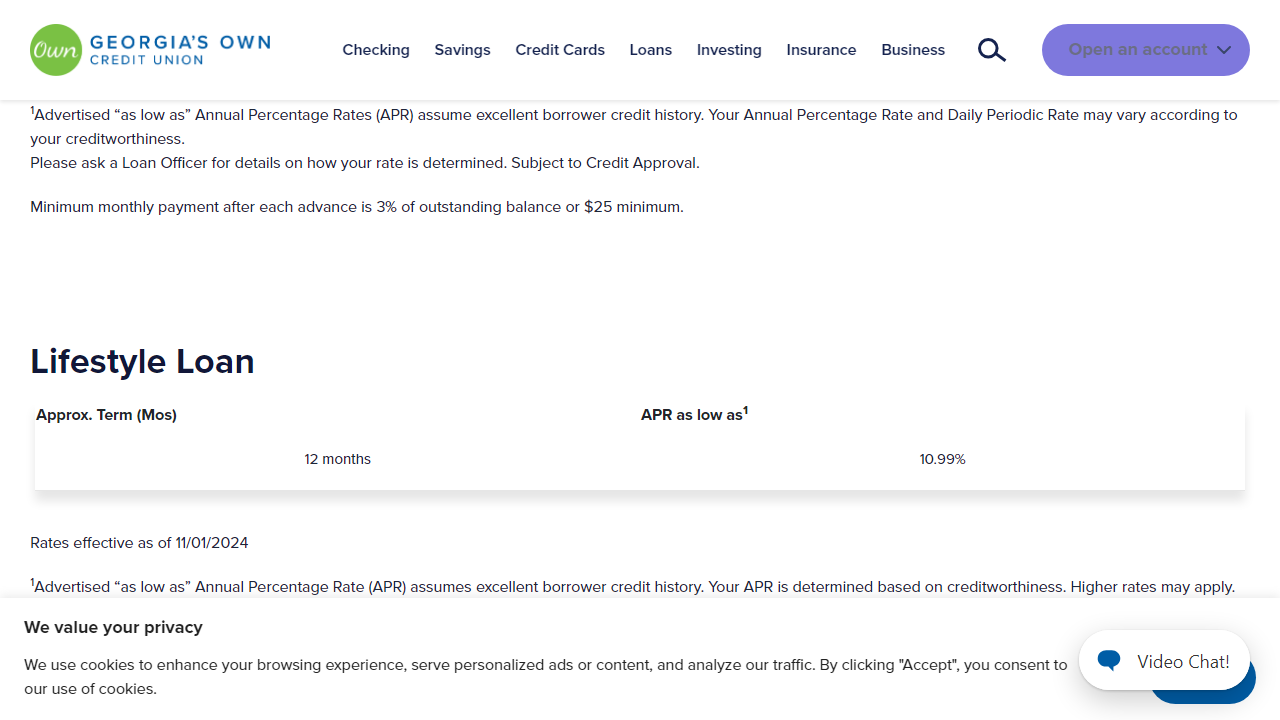 Own GEORGIA'S OWN
CREDIT UNION
Checking Savings Credit Cards Loans Investing Insurance Business Open an account
¹Advertised “as low as” Annual Percentage Rates (APR) assume excellent borrower credit history. Your Annual Percentage Rate and Daily Periodic Rate may vary according to
your creditworthiness.
Please ask a Loan Officer for details on how your rate is determined. Subject to Credit Approval.
Minimum monthly payment after each advance is 3% of outstanding balance or $25 minimum.
Lifestyle Loan
Approx. Term (Mos) APR as low as¹
12 months 10.99%
Rates effective as of 11/01/2024
¹Advertised “as low as” Annual Percentage Rate (APR) assumes excellent borrower credit history. Your APR is determined based on creditworthiness. Higher rates may apply.
We value your privacy
We use cookies to enhance your browsing experience, serve personalized ads or content, and analyze our traffic. By clicking "Accept", you consent to
our use of cookies.
Video Chat!